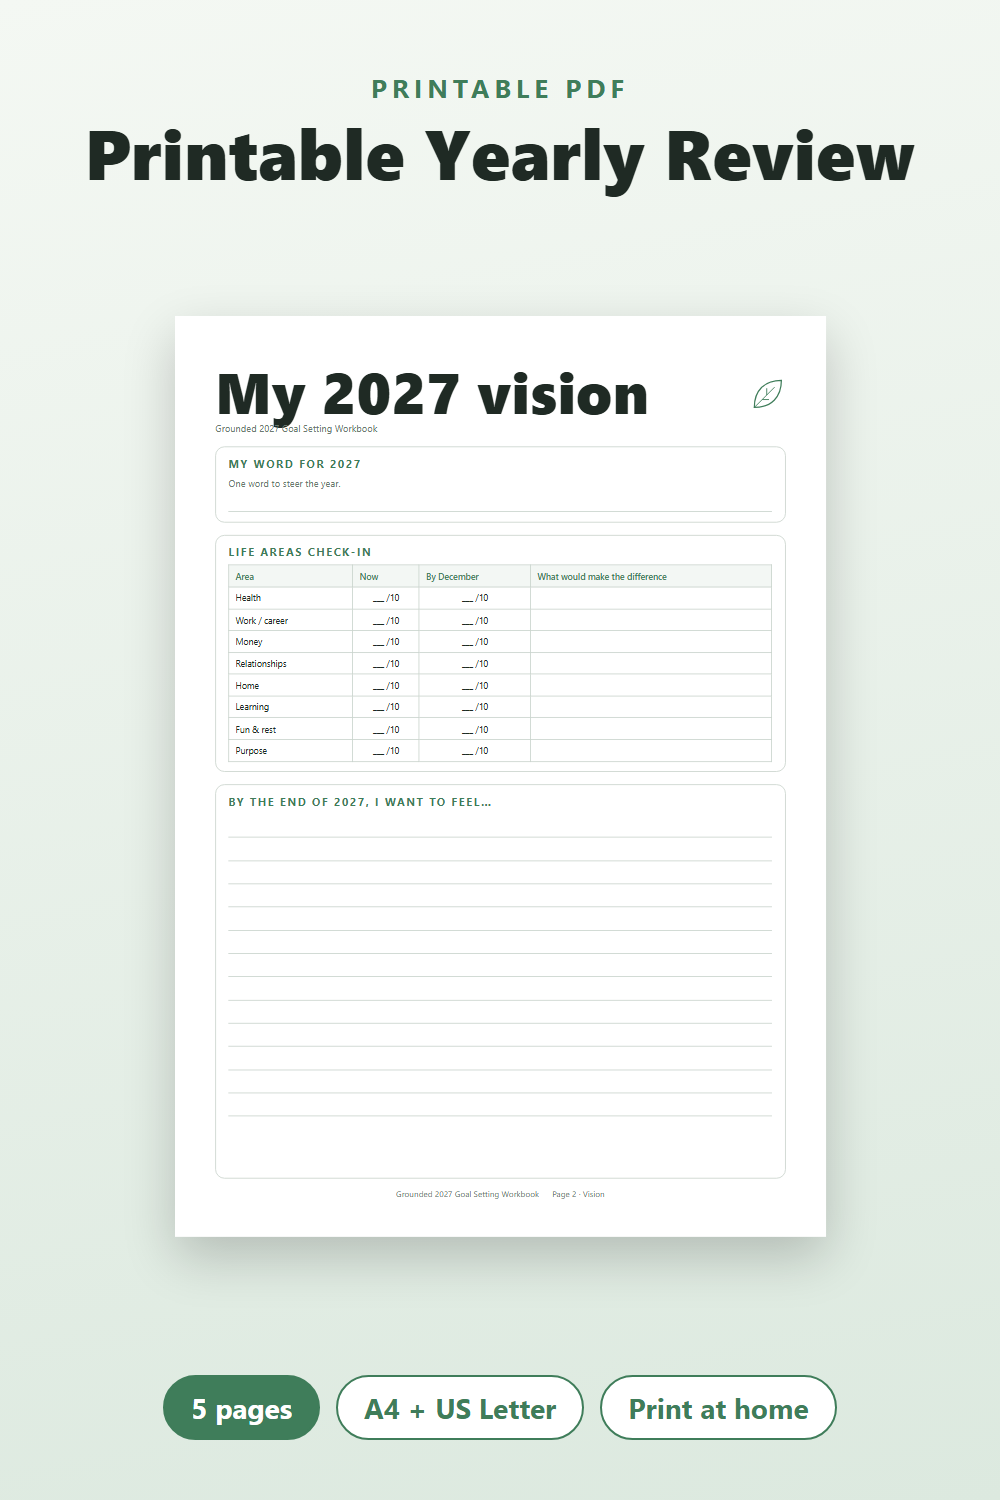 PRINTABLE PDF
Printable Yearly Review
My 2027 vision
Grounded 2027 Goal Setting Workbook
MY WORD FOR 2027
One word to steer the year.
LIFE AREAS CHECK-IN
Area Now By December What would make the difference
Health __ /10 __ /10
Work / career __ /10 __ /10
Money __ /10 __ /10
Relationships __ /10 __ /10
Home __ /10 __ /10
Learning __ /10 __ /10
Fun & rest __ /10 __ /10
Purpose __ /10 __ /10
BY THE END OF 2027, I WANT TO FEEL...
Grounded 2027 Goal Setting Workbook Page 2 · Vision
5 pages A4 + US Letter Print at home